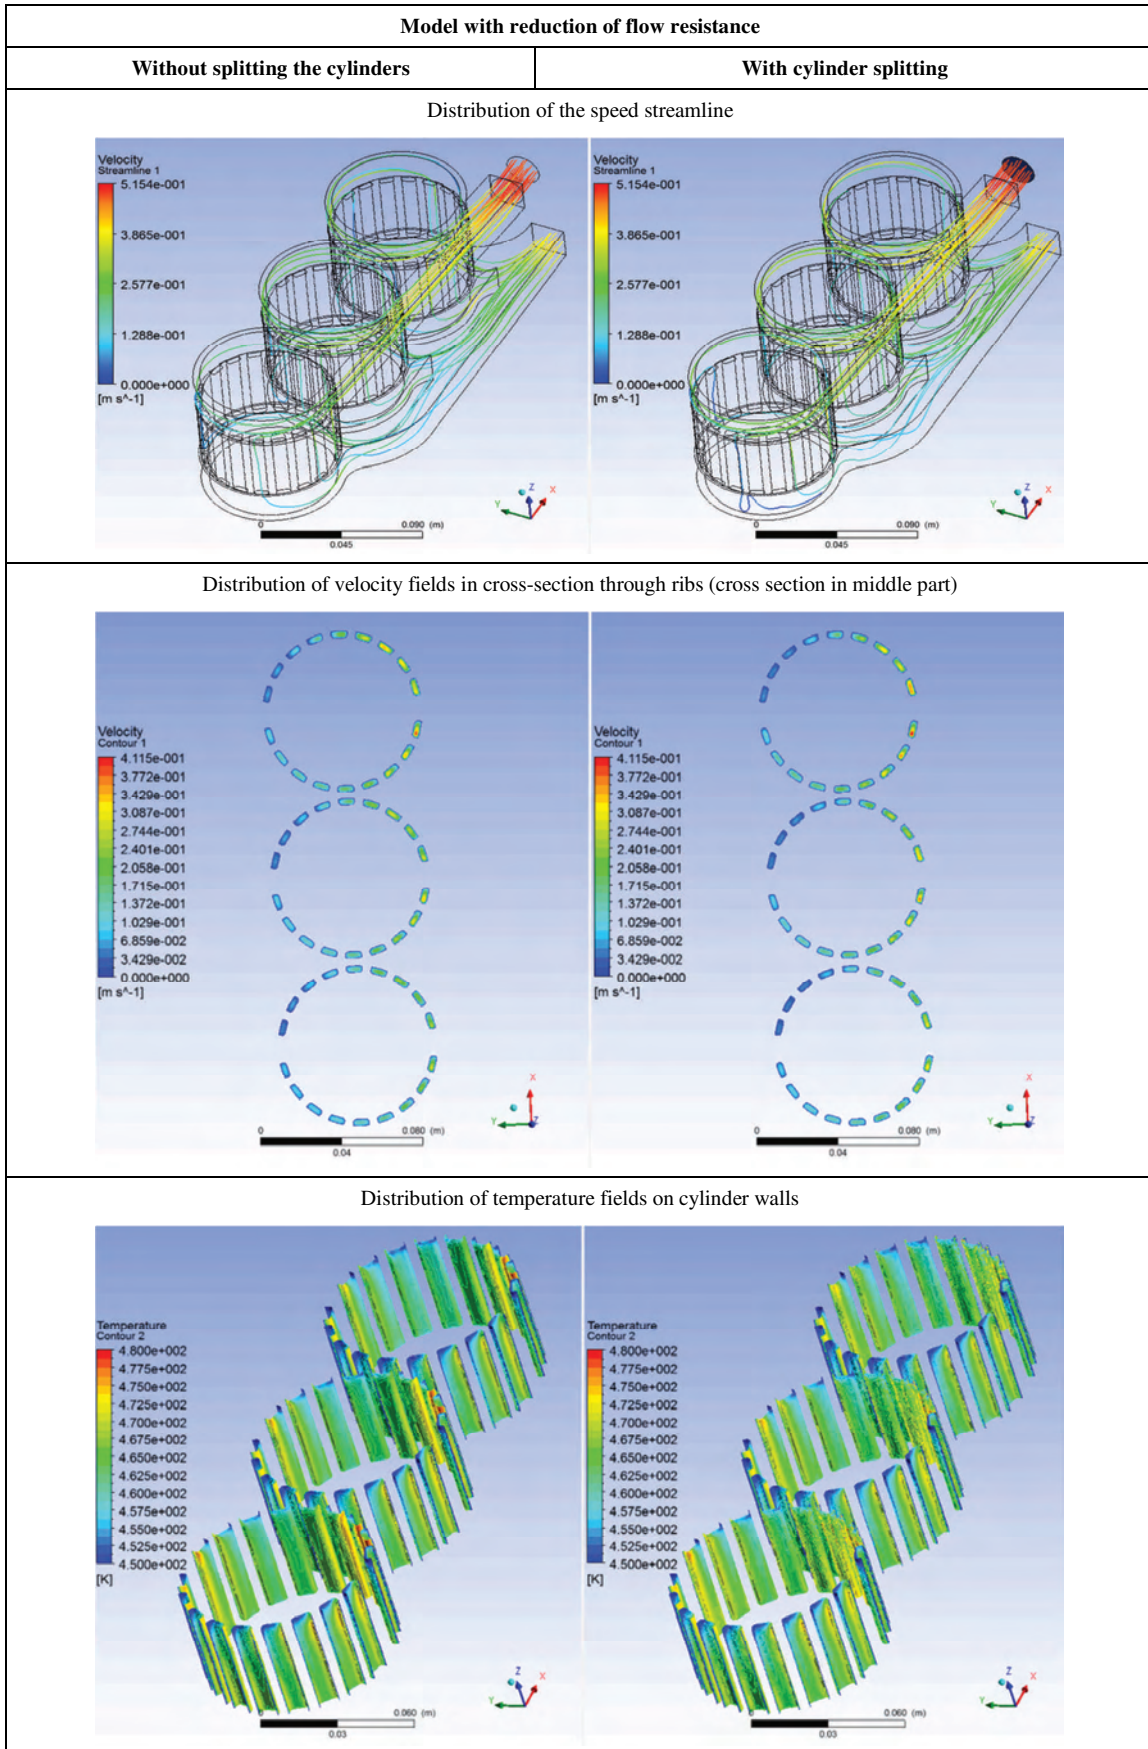 Model with reduction of flow resistance
Without splitting the cylinders
With cylinder splitting
Distribution of the speed streamline
Velocity
Streamline 1
5.154e-001
3.865e-001
2.577e-001
1.288e-001
0.000e+000
[m s^-1]
Z
X
Y
0
0.090 (m)
0.045
Velocity
Streamline 1
5.154e-001
3.865e-001
2.577e-001
1.288e-001
0.000e+000
[m s^-1]
Z
X
Y
0
0.090 (m)
0.045
Distribution of velocity fields in cross-section through ribs (cross section in middle part)
Velocity
Contour 1
4.115e-001
3.772e-001
3.429e-001
3.087e-001
2.744e-001
2.401e-001
2.058e-001
1.715e-001
1.372e-001
1.029e-001
6.859e-002
3.429e-002
0.000e+000
[m s^-1]
X
Y
Z
0
0.080 (m)
0.04
Velocity
Contour 1
4.115e-001
3.772e-001
3.429e-001
3.087e-001
2.744e-001
2.401e-001
2.058e-001
1.715e-001
1.372e-001
1.029e-001
6.859e-002
3.429e-002
0.000e+000
[m s^-1]
X
Y
Z
0
0.080 (m)
0.04
Distribution of temperature fields on cylinder walls
Temperature
Contour 2
4.800e+002
4.775e+002
4.750e+002
4.725e+002
4.700e+002
4.675e+002
4.650e+002
4.625e+002
4.600e+002
4.575e+002
4.550e+002
4.525e+002
4.500e+002
[K]
Z
X
Y
0
0.060 (m)
0.03
Temperature
Contour 2
4.800e+002
4.775e+002
4.750e+002
4.725e+002
4.700e+002
4.675e+002
4.650e+002
4.625e+002
4.600e+002
4.575e+002
4.550e+002
4.525e+002
4.500e+002
[K]
Z
X
Y
0
0.060 (m)
0.03